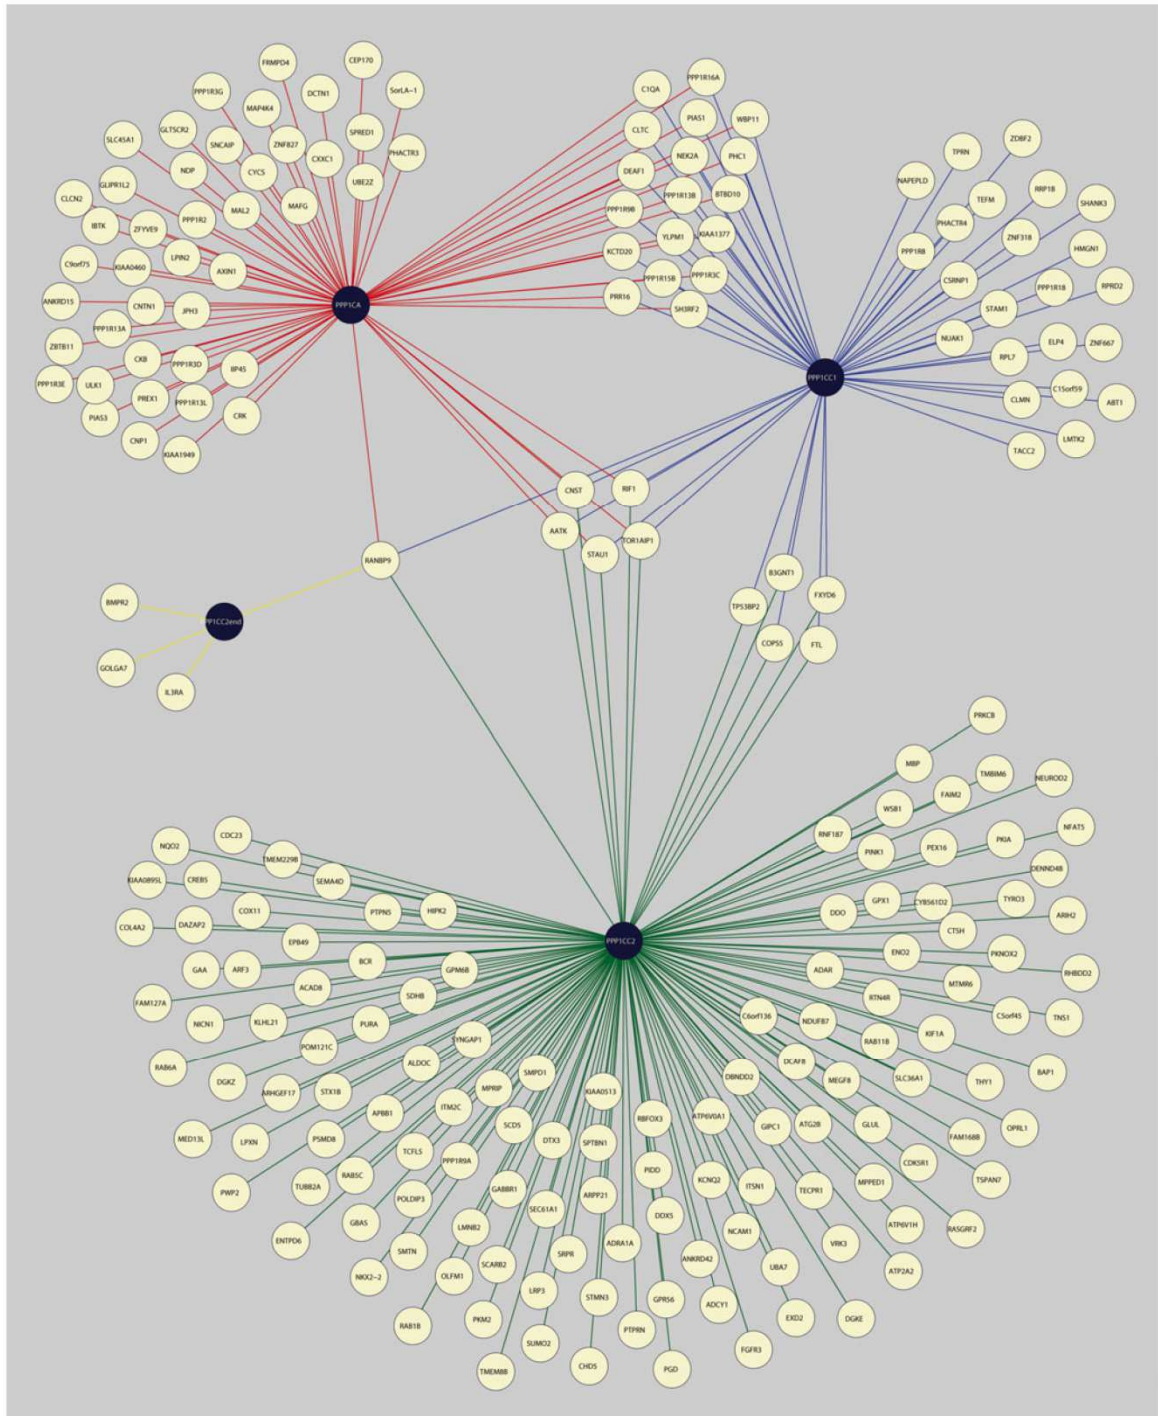 CEP170
FRMPD4
PPP1R3G
DCTN1
SorLA-1
MAP4K4
GLTSCR2
SLC45A1
SNCAIP
ZNF827
SPRED1
CXXC1
PHACTR3
NDP
CYCS
UBE2Z
GLIPR1L2
CLCN2
MAL2
MAFG
PPP1R2
IBTK
ZFYVE9
C9orf75
KIAA0460
LPIN2
AXIN1
ANKRD15
CNTN1
JPH3
PPP1CA
PPP1R13A
ZBTB11
CKB
PPP1R3D
IIP45
PPP1R3E
ULK1
PREX1
PPP1R13L
PIAS3
CRK
CNP1
KIAA1949
C1QA
PPP1R16A
CLTC
PIAS1
WBP11
DEAF1
NEK2A
PHC1
PPP1R9B
PPP1R13B
BTBD10
YLPM1
KIAA1377
KCTD20
PPP1R15B
PPP1R3C
PRR16
SH3RF2
ZDBF2
TPRN
NAPEPLD
TEFM
RRP1B
SHANK3
PHACTR4
ZNF318
PPP1R8
HMGN1
CSRNP1
PPP1R18
RPRD2
STAM1
NUAK1
RPL7
ELP4
ZNF667
PPP1CC1
CLMN
C15orf59
ABT1
TACC2
LMTK2
CNST
RIF1
AATK
STAU1
TOR1AIP1
RANBP9
B3GNT1
FXYD6
TP53BP2
COPS5
FTL
BMPR2
PP1CC2end
GOLGA7
IL3RA
PRKCB
MBP
TMBIM6
NEUROD2
FAIM2
WSB1
RNF187
PINK1
PEX16
PKIA
NFAT5
DENND4B
CDC23
NQO2
TMEM229B
KIAA0895L
CREB5
SEMA4D
COX11
PTPN5
HIPK2
COL4A2
DAZAP2
EPB49
DDO
GPX1
CYB561D2
TYRO3
ARIH2
CTSH
PPP1CC2
ENO2
PKNOX2
RHBDD2
GAA
ARF3
BCR
GPM6B
ADAR
MTMR6
FAM127A
ACAD8
SDHB
RTN4R
C5orf45
TNS1
NICN1
KLHL21
PURA
C6orf136
NDUFB7
KIF1A
POM121C
SYNGAP1
RAB11B
RAB6A
DGKZ
ALDOC
SMPD1
DBNDD2
DCAF8
MEGF8
SLC36A1
THY1
BAP1
ARHGEF17
STX1B
MPRIP
KIAA0513
MED13L
LPXN
PSMD8
APBB1
ITM2C
SCD5
RBFOX3
ATP6V0A1
GIPC1
ATG2B
GLUL
FAM168B
OPRL1
DTX3
SPTBN1
TCFL5
PPP1R9A
PIDD
CDK5R1
TSPAN7
PWP2
TUBB2A
RAB5C
POLDIP3
GABBR1
ARPP21
KCNQ2
ITSN1
TECPR1
MPPED1
GBAS
LMNB2
SEC61A1
DDX5
NCAM1
ATP6V1H
RASGRF2
ENTPD6
SMTN
SRPR
ADRA1A
ANKRD42
VRK3
NKX2-2
OLFM1
SCARB2
UBA7
ATP2A2
LRP3
STMN3
GPR56
ADCY1
RAB1B
PKM2
PTPRN
EXD2
DGKE
SUMO2
FGFR3
TMEM8B
CHD5
PGD